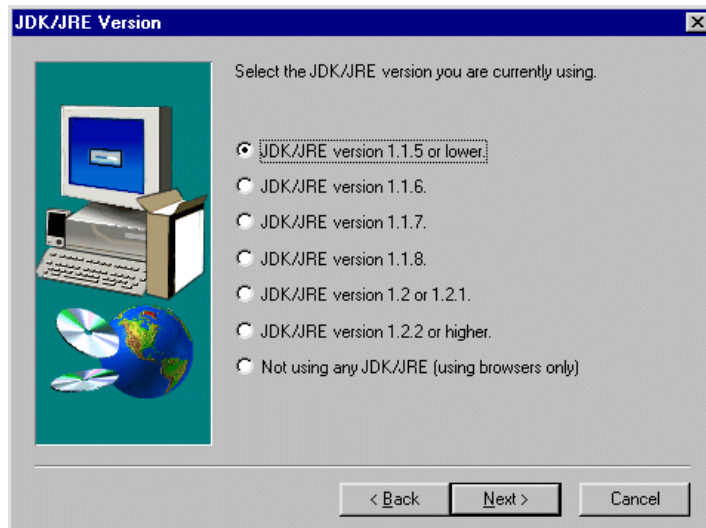 JDK/JRE Version
Select the JDK/JRE version you are currently using.
JDK/JRE version 1.1.5 or lower.
JDK/JRE version 1.1.6.
JDK/JRE version 1.1.7.
JDK/JRE version 1.1.8.
JDK/JRE version 1.2 or 1.2.1.
JDK/JRE version 1.2.2 or higher.
Not using any JDK/JRE (using browsers only)
< Back
Next >
Cancel